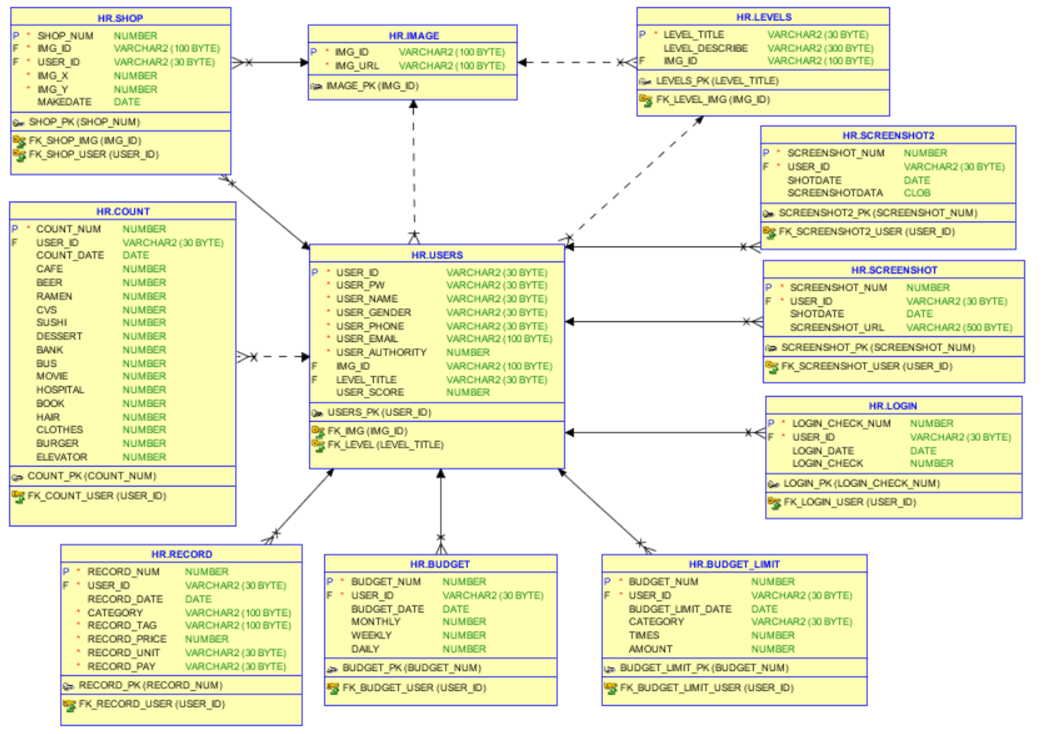 HR.SHOP
P * SHOP_NUM NUMBER
F * IMG_ID VARCHAR2 (100 BYTE)
F * USER_ID VARCHAR2 (30 BYTE)
* IMG_X NUMBER
* IMG_Y NUMBER
MAKEDATE DATE
SHOP_PK (SHOP_NUM)
FK_SHOP_IMG (IMG_ID)
FK_SHOP_USER (USER_ID)
HR.IMAGE
P * IMG_ID VARCHAR2 (100 BYTE)
* IMG_URL VARCHAR2 (100 BYTE)
IMAGE_PK (IMG_ID)
HR.LEVELS
P * LEVEL_TITLE VARCHAR2 (30 BYTE)
LEVEL_DESCRIBE VARCHAR2 (300 BYTE)
F IMG_ID VARCHAR2 (100 BYTE)
LEVELS_PK (LEVEL_TITLE)
FK_LEVEL_IMG (IMG_ID)
HR.SCREENSHOT2
P * SCREENSHOT_NUM NUMBER
F * USER_ID VARCHAR2 (30 BYTE)
SHOTDATE DATE
SCREENSHOTDATA CLOB
SCREENSHOT2_PK (SCREENSHOT_NUM)
FK_SCREENSHOT2_USER (USER_ID)
HR.COUNT
P * COUNT_NUM NUMBER
F USER_ID VARCHAR2 (30 BYTE)
COUNT_DATE DATE
CAFE NUMBER
BEER NUMBER
RAMEN NUMBER
CVS NUMBER
SUSHI NUMBER
DESSERT NUMBER
BANK NUMBER
BUS NUMBER
MOVIE NUMBER
HOSPITAL NUMBER
BOOK NUMBER
HAIR NUMBER
CLOTHES NUMBER
BURGER NUMBER
ELEVATOR NUMBER
COUNT_PK (COUNT_NUM)
FK_COUNT_USER (USER_ID)
HR.USERS
P * USER_ID VARCHAR2 (30 BYTE)
* USER_PW VARCHAR2 (30 BYTE)
* USER_NAME VARCHAR2 (30 BYTE)
* USER_GENDER VARCHAR2 (30 BYTE)
* USER_PHONE VARCHAR2 (30 BYTE)
* USER_EMAIL VARCHAR2 (100 BYTE)
* USER_AUTHORITY NUMBER
F IMG_ID VARCHAR2 (100 BYTE)
F LEVEL_TITLE VARCHAR2 (30 BYTE)
USER_SCORE NUMBER
USERS_PK (USER_ID)
FK_IMG (IMG_ID)
FK_LEVEL (LEVEL_TITLE)
HR.SCREENSHOT
P * SCREENSHOT_NUM NUMBER
F * USER_ID VARCHAR2 (30 BYTE)
SHOTDATE DATE
SCREENSHOT_URL VARCHAR2 (500 BYTE)
SCREENSHOT_PK (SCREENSHOT_NUM)
FK_SCREENSHOT_USER (USER_ID)
HR.LOGIN
P * LOGIN_CHECK_NUM NUMBER
F * USER_ID VARCHAR2 (30 BYTE)
LOGIN_DATE DATE
LOGIN_CHECK NUMBER
LOGIN_PK (LOGIN_CHECK_NUM)
FK_LOGIN_USER (USER_ID)
HR.RECORD
P * RECORD_NUM NUMBER
F * USER_ID VARCHAR2 (30 BYTE)
RECORD_DATE DATE
* CATEGORY VARCHAR2 (100 BYTE)
* RECORD_TAG VARCHAR2 (100 BYTE)
* RECORD_PRICE NUMBER
* RECORD_UNIT VARCHAR2 (30 BYTE)
* RECORD_PAY VARCHAR2 (30 BYTE)
RECORD_PK (RECORD_NUM)
FK_RECORD_USER (USER_ID)
HR.BUDGET
P * BUDGET_NUM NUMBER
F * USER_ID VARCHAR2 (30 BYTE)
BUDGET_DATE DATE
MONTHLY NUMBER
WEEKLY NUMBER
DAILY NUMBER
BUDGET_PK (BUDGET_NUM)
FK_BUDGET_USER (USER_ID)
HR.BUDGET_LIMIT
P * BUDGET_NUM NUMBER
F * USER_ID VARCHAR2 (30 BYTE)
BUDGET_LIMIT_DATE DATE
CATEGORY VARCHAR2 (30 BYTE)
TIMES NUMBER
AMOUNT NUMBER
BUDGET_LIMIT_PK (BUDGET_NUM)
FK_BUDGET_LIMIT_USER (USER_ID)